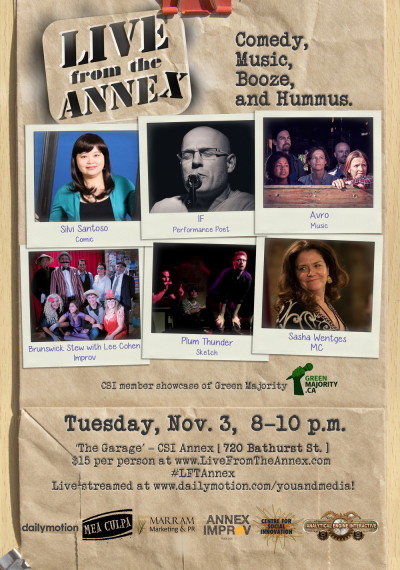 LIVE
from the
ANNEX
Comedy,
Music,
Booze,
and Hummus.
Silvi Santoso
Comic
IF
Performance Poet
Avro
Music
Brunswick Stew with Lee Cohen
Improv
Plum Thunder
Sketch
Sasha Wentges
M.C.
CSI member showcase of Green Majority
GREEN
MAJORITY
.CA
Tuesday, Nov. 3, 8-10 p.m.
'The Garage' - CSI Annex [ 720 Bathurst St. ]
$15 per person at www.LiveFromTheAnnex.com
#LFTAnnex
Live-streamed at www.dailymotion.com/youandmedia!
dailymotion
MEA CULPA
MARRAM
Marketing & PR
ANNEX
IMPROV
CENTRE FOR
SOCIAL
INNOVATION
ANALYTICAL ENGINE INTERACTIVE